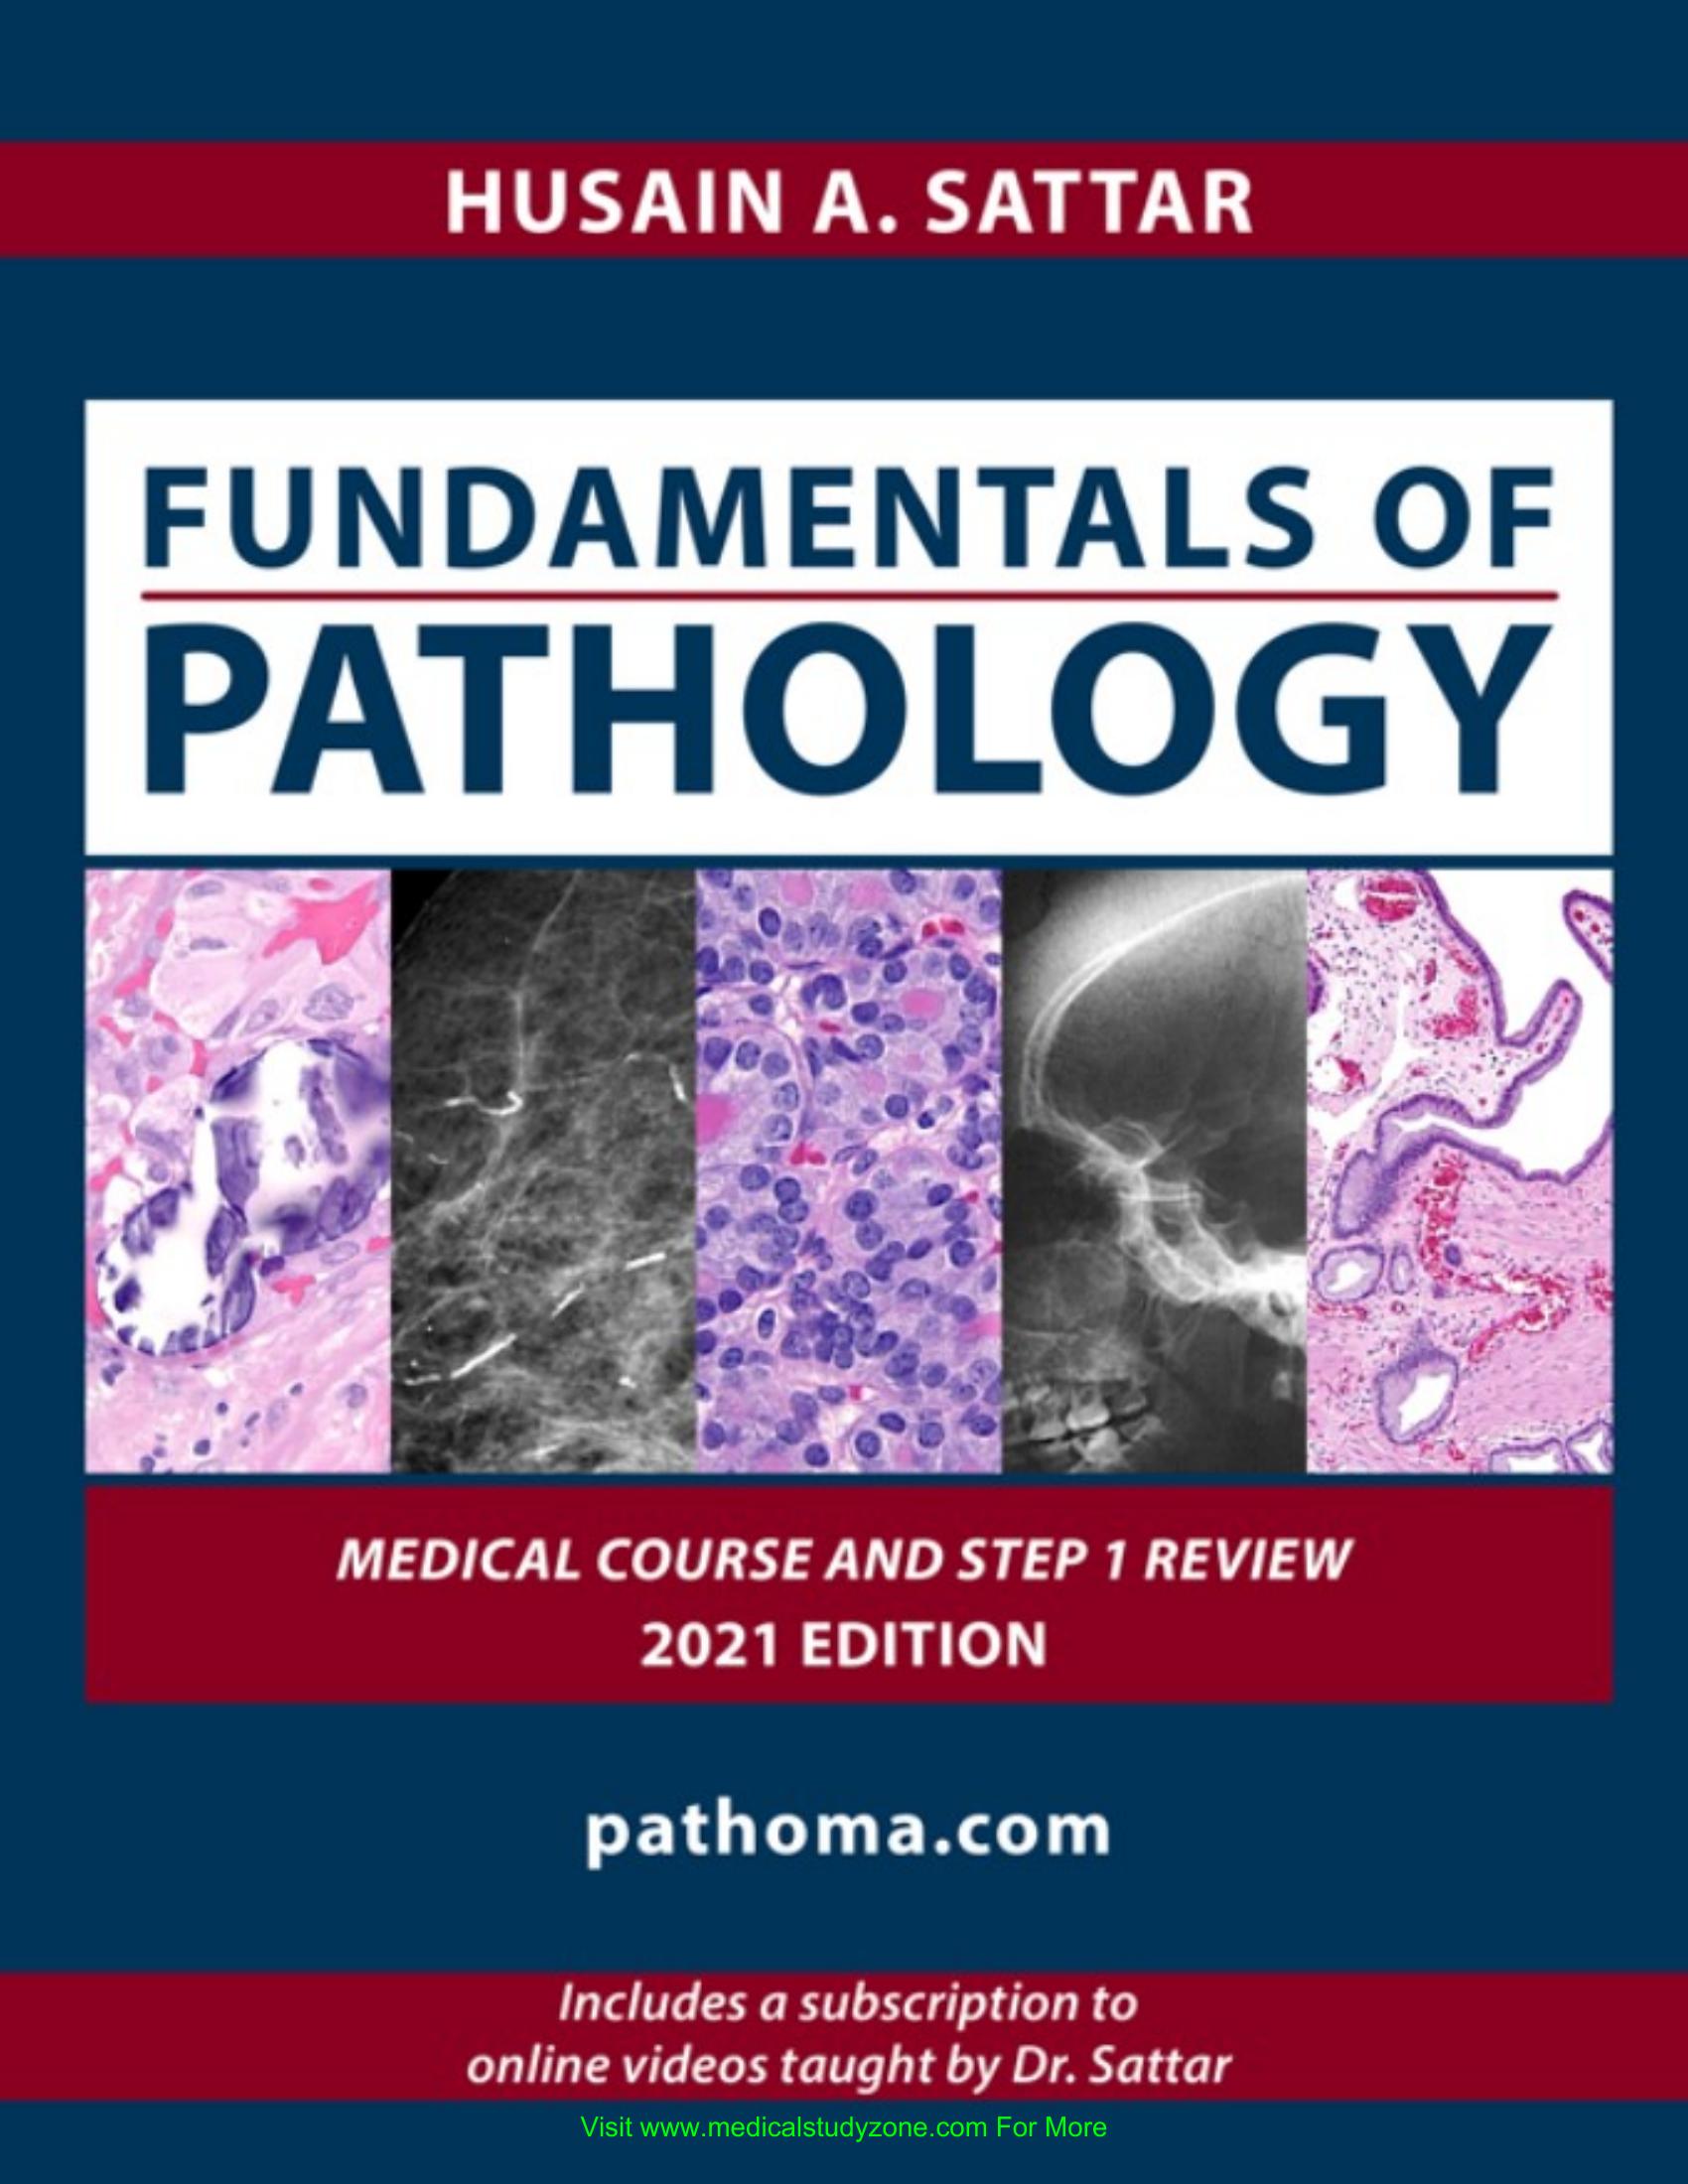 HUSAIN A. SATTAR
FUNDAMENTALS OF
PATHOLOGY
MEDICAL COURSE AND STEP 1 REVIEW
2021 EDITION
pathoma.com
Includes a subscription to
online videos taught by Dr. Sattar
Visit www.medicalstudyzone.com For More